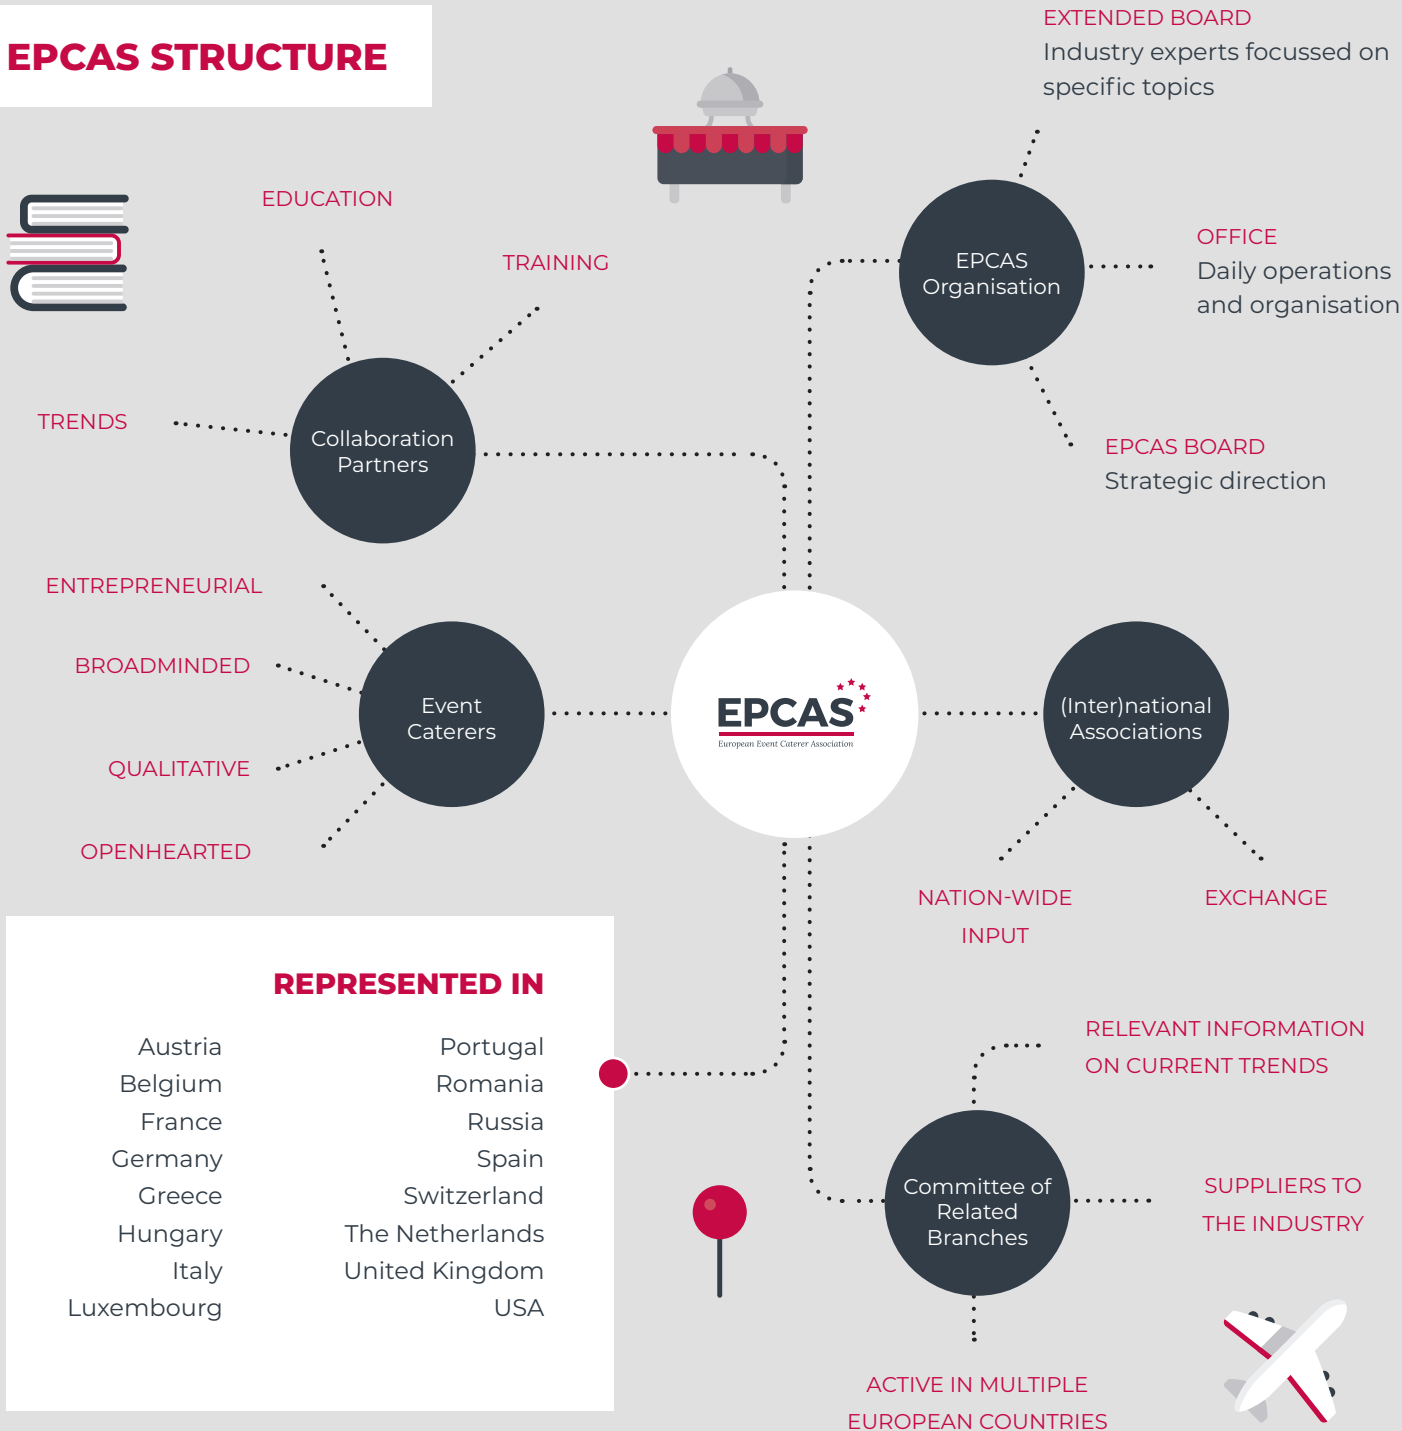 EPCAS STRUCTURE
EXTENDED BOARD
Industry experts focussed on
specific topics
EPCAS
Organisation
OFFICE
Daily operations
and organisation
EPCAS BOARD
Strategic direction
EDUCATION
TRAINING
TRENDS
Collaboration
Partners
ENTREPRENEURIAL
BROADMINDED
QUALITATIVE
OPENHEARTED
Event
Caterers
EPCAS
European Event Caterer Association
(Inter)national
Associations
NATION-WIDE
INPUT
EXCHANGE
REPRESENTED IN
Austria
Belgium
France
Germany
Greece
Hungary
Italy
Luxembourg
Portugal
Romania
Russia
Spain
Switzerland
The Netherlands
United Kingdom
USA
RELEVANT INFORMATION
ON CURRENT TRENDS
Committee of
Related
Branches
SUPPLIERS TO
THE INDUSTRY
ACTIVE IN MULTIPLE
EUROPEAN COUNTRIES